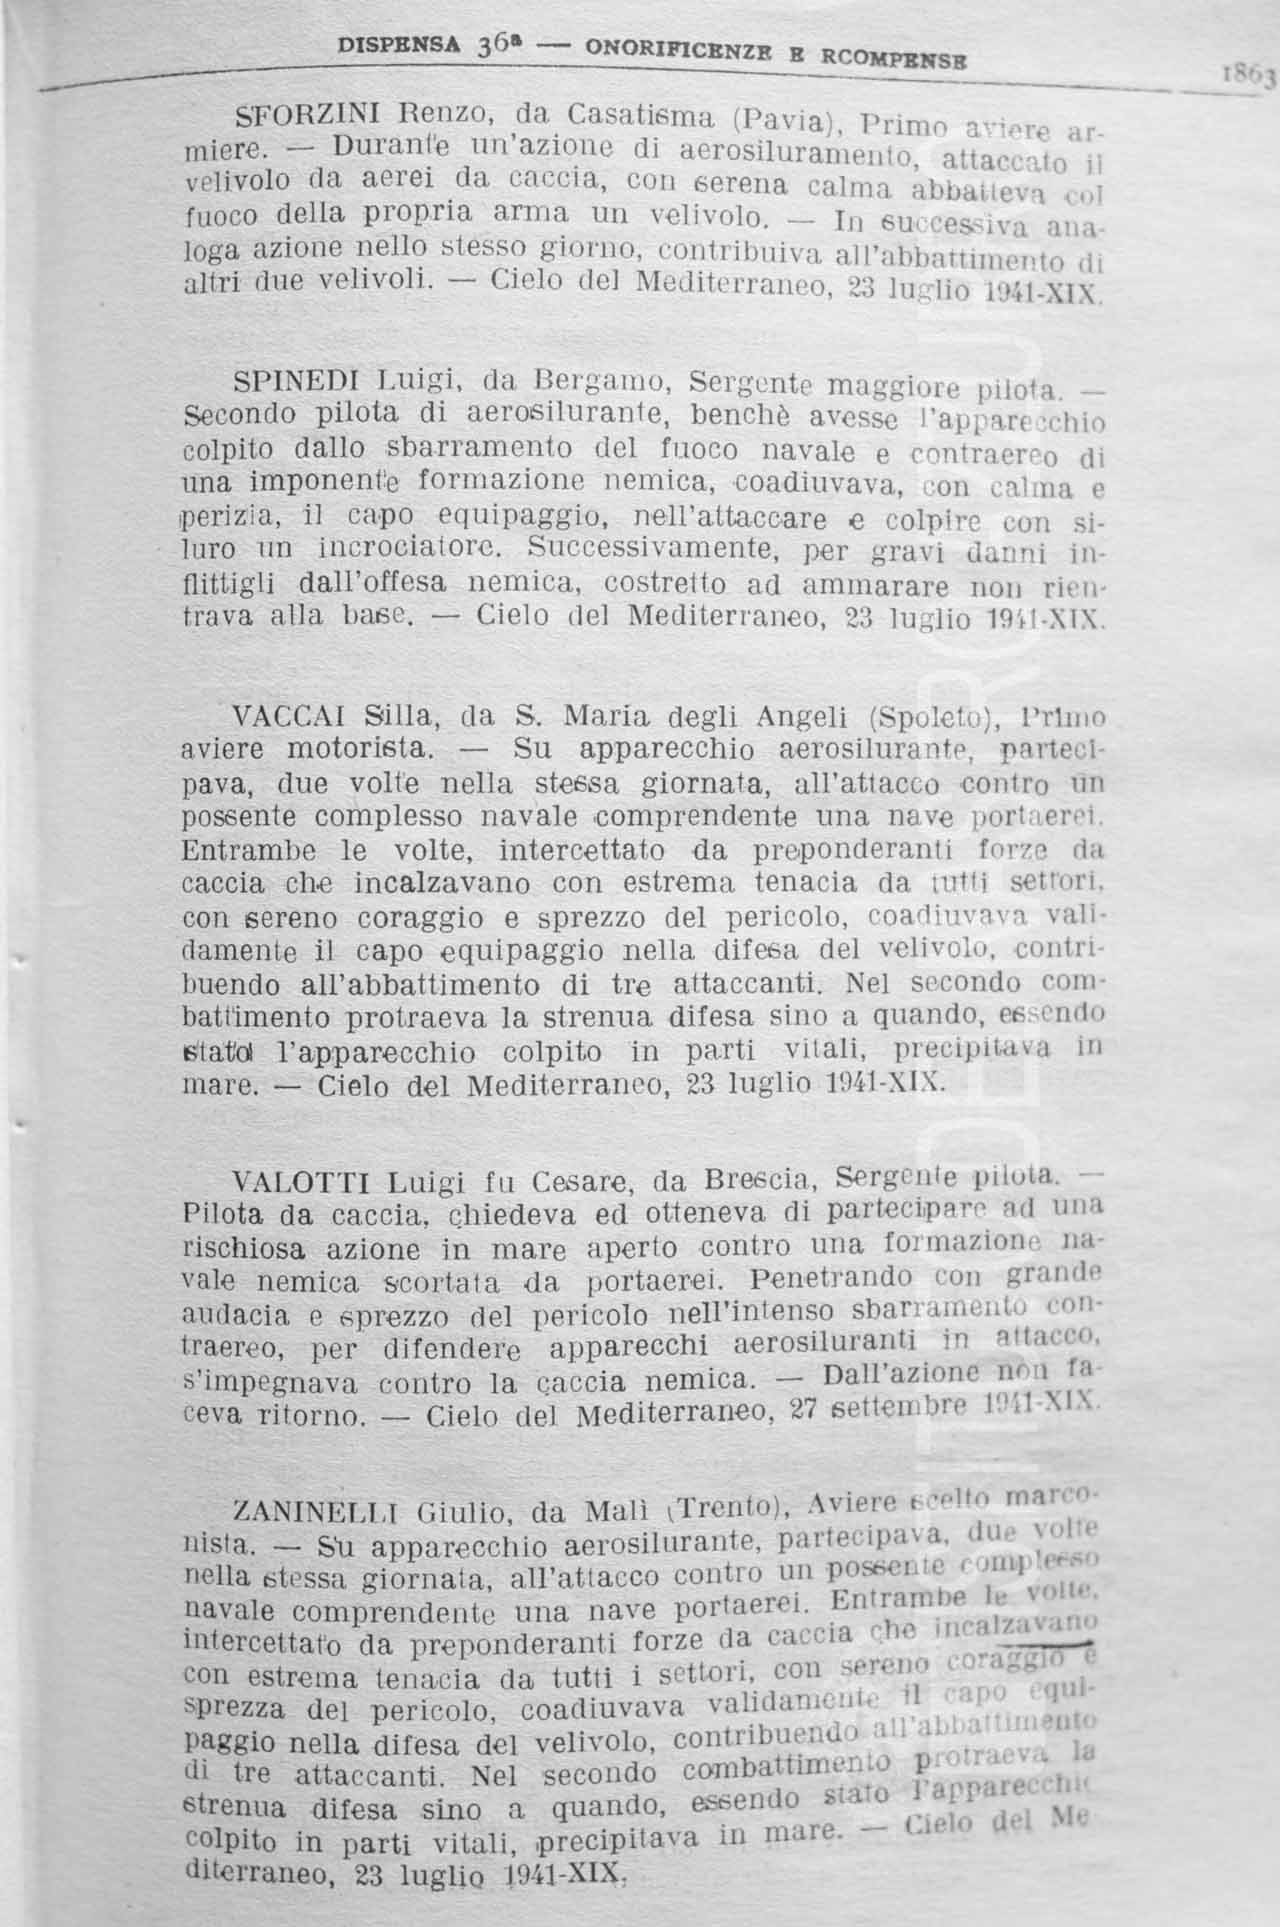 DISPENSA 36ª — ONORIFICENZE E RCOMPENSE
1863
SFORZINI Renzo, da Casatisma (Pavia), Primo aviere ar-
miere. — Durante un'azione di aerosiluramento, attaccato il
velivolo da aerei da caccia, con serena calma abbatteva col
fuoco della propria arma un velivolo. — In successiva ana-
loga azione nello stesso giorno, contribuiva all'abbattimento di
altri due velivoli. — Cielo del Mediterraneo, 23 luglio 1941-XIX.
SPINEDI Luigi, da Bergamo, Sergente maggiore pilota. —
Secondo pilota di aerosilurante, benchè avesse l'apparecchio
colpito dallo sbarramento del fuoco navale e contraereo di
una imponente formazione nemica, coadiuvava, con calma e
perizia, il capo equipaggio, nell'attaccare e colpire con si-
luro un incrociatore. Successivamente, per gravi danni in-
flittigli dall'offesa nemica, costretto ad ammarare non rien-
trava alla base. — Cielo del Mediterraneo, 23 luglio 1941-XIX.
VACCAI Silla, da S. Maria degli Angeli (Spoleto), Primo
aviere motorista. — Su apparecchio aerosilurante, parteci-
pava, due volte nella stessa giornata, all'attacco contro un
possente complesso navale comprendente una nave portaerei.
Entrambe le volte, intercettato da preponderanti forze da
caccia che incalzavano con estrema tenacia da tutti settori,
con sereno coraggio e sprezzo del pericolo, coadiuvava vali-
damente il capo equipaggio nella difesa del velivolo, contri-
buendo all'abbattimento di tre attaccanti. Nel secondo com-
battimento protraeva la strenua difesa sino a quando, essendo
stato l'apparecchio colpito in parti vitali, precipitava in
mare. — Cielo del Mediterraneo, 23 luglio 1941-XIX.
VALOTTI Luigi fu Cesare, da Brescia, Sergente pilota. —
Pilota da caccia, chiedeva ed otteneva di partecipare ad una
rischiosa azione in mare aperto contro una formazione na-
vale nemica scortata da portaerei. Penetrando con grande
audacia e sprezzo del pericolo nell'intenso sbarramento con-
traereo, per difendere apparecchi aerosiluranti in attacco,
s'impegnava contro la caccia nemica. — Dall'azione non fa-
ceva ritorno. — Cielo del Mediterraneo, 27 settembre 1941-XIX.
ZANINELLI Giulio, da Malì (Trento), Aviere scelto marco-
nista. — Su apparecchio aerosilurante, partecipava, due volte
nella stessa giornata, all'attacco contro un possente complesso
navale comprendente una nave portaerei. Entrambe le volte,
intercettato da preponderanti forze da caccia che incalzavano
con estrema tenacia da tutti i settori, con sereno coraggio e
sprezza del pericolo, coadiuvava validamente il capo equi-
paggio nella difesa del velivolo, contribuendo all'abbattimento
di tre attaccanti. Nel secondo combattimento protraeva la
strenua difesa sino a quando, essendo stato l'apparecchio
colpito in parti vitali, precipitava in mare. — Cielo del Me
diterraneo, 23 luglio 1941-XIX.